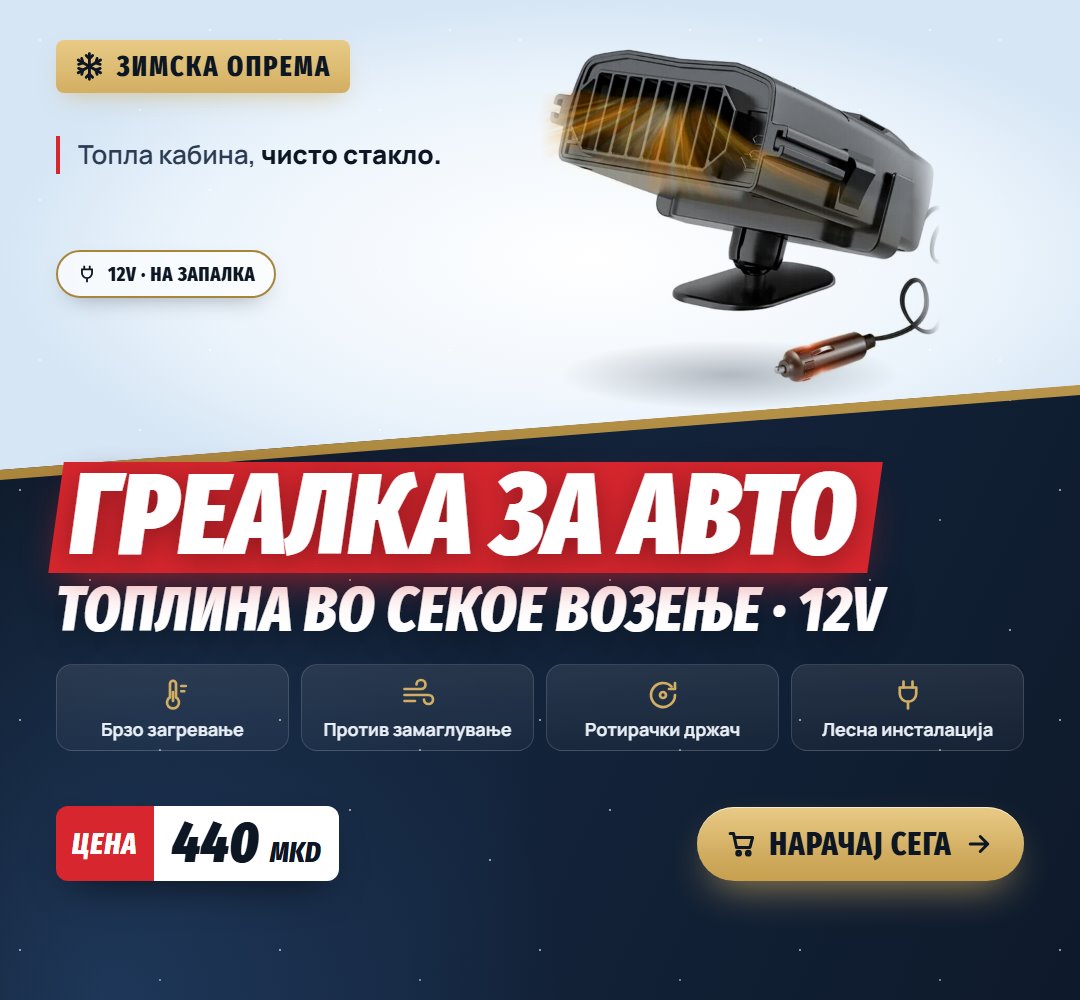 ЗИМСКА ОПРЕМА
Топла кабина, чисто стакло.
12V · НА ЗАПАЛКА
ГРЕАЛКА ЗА АВТО
ТОПЛИНА ВО СЕКОЕ ВОЗЕЊЕ · 12V
Брзо загревање
Против замаглување
Ротирачки држач
Лесна инсталација
ЦЕНА 440 MKD
НАРАЧАЈ СЕГА →